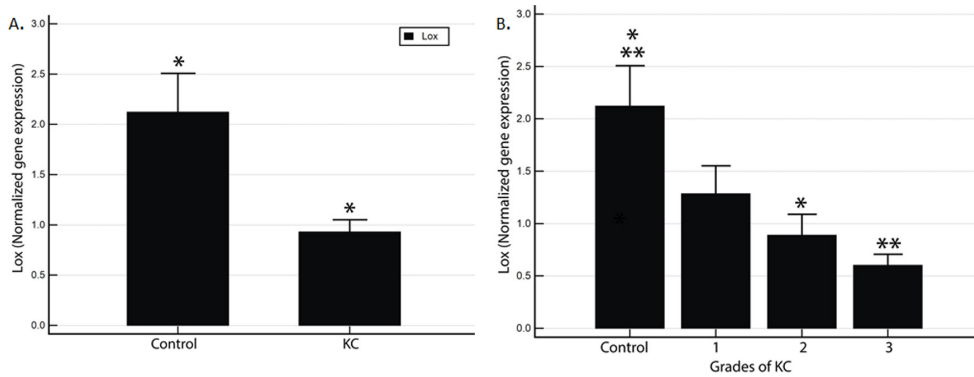 A.
Lox (Normalized gene expression)
3.0
2.5
2.0
1.5
1.0
0.5
0.0
Lox
*
*
Control
KC
B.
Lox (Normalized gene expression)
3.0
2.5
2.0
1.5
1.0
0.5
0.0
*
**
*
*
**
Control
1
2
3
Grades of KC